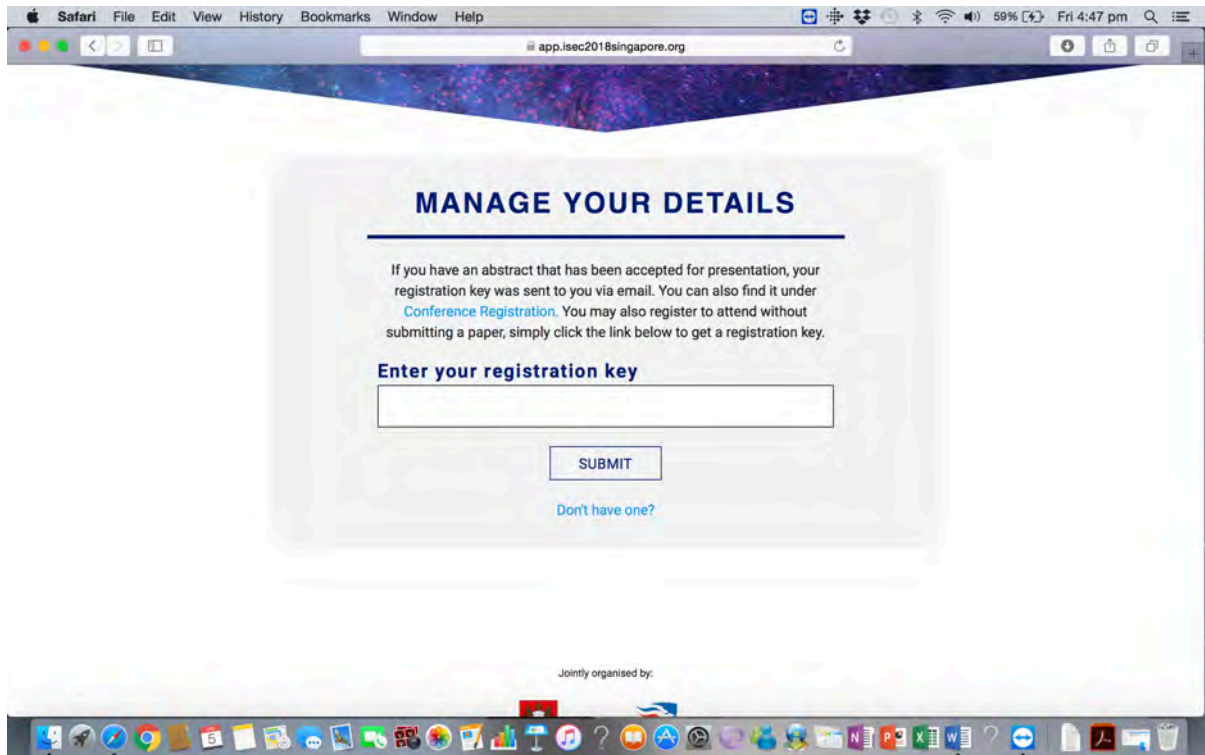 Safari File Edit View History Bookmarks Window Help 59% Fri 4:47 pm
app.isec2018singapore.org
MANAGE YOUR DETAILS
If you have an abstract that has been accepted for presentation, your
registration key was sent to you via email. You can also find it under
Conference Registration. You may also register to attend without
submitting a paper, simply click the link below to get a registration key.
Enter your registration key
SUBMIT
Don't have one?
Jointly organised by:
5